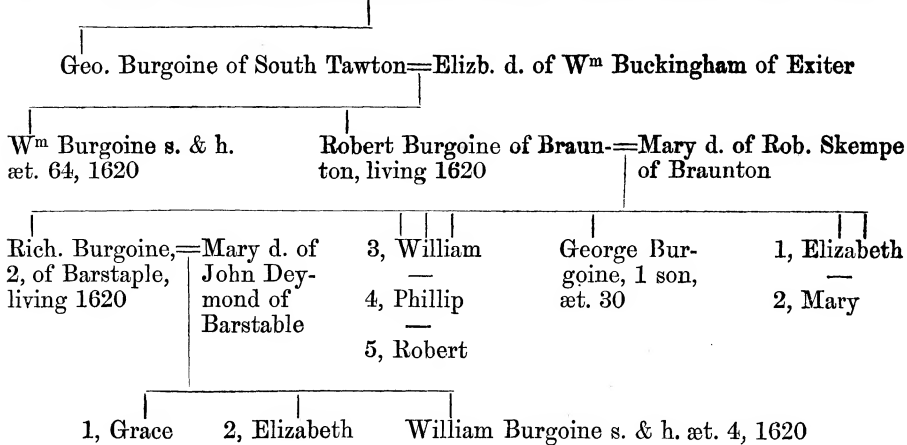 Geo. Burgoine of South Tawton=Elizb. d. of Wm Buckingham of Exiter
Wm Burgoine s. & h.
æt. 64, 1620
Robert Burgoine of Braun-
ton, living 1620
=Mary d. of Rob. Skempe
of Braunton
Rich. Burgoine,
2, of Barstaple,
living 1620
=Mary d. of
John Dey-
mond of
Barstable
3, William
4, Phillip
5, Robert
George Bur-
goine, 1 son,
æt. 30
1, Elizabeth
2, Mary
1, Grace
2, Elizabeth
William Burgoine s. & h. æt. 4, 1620